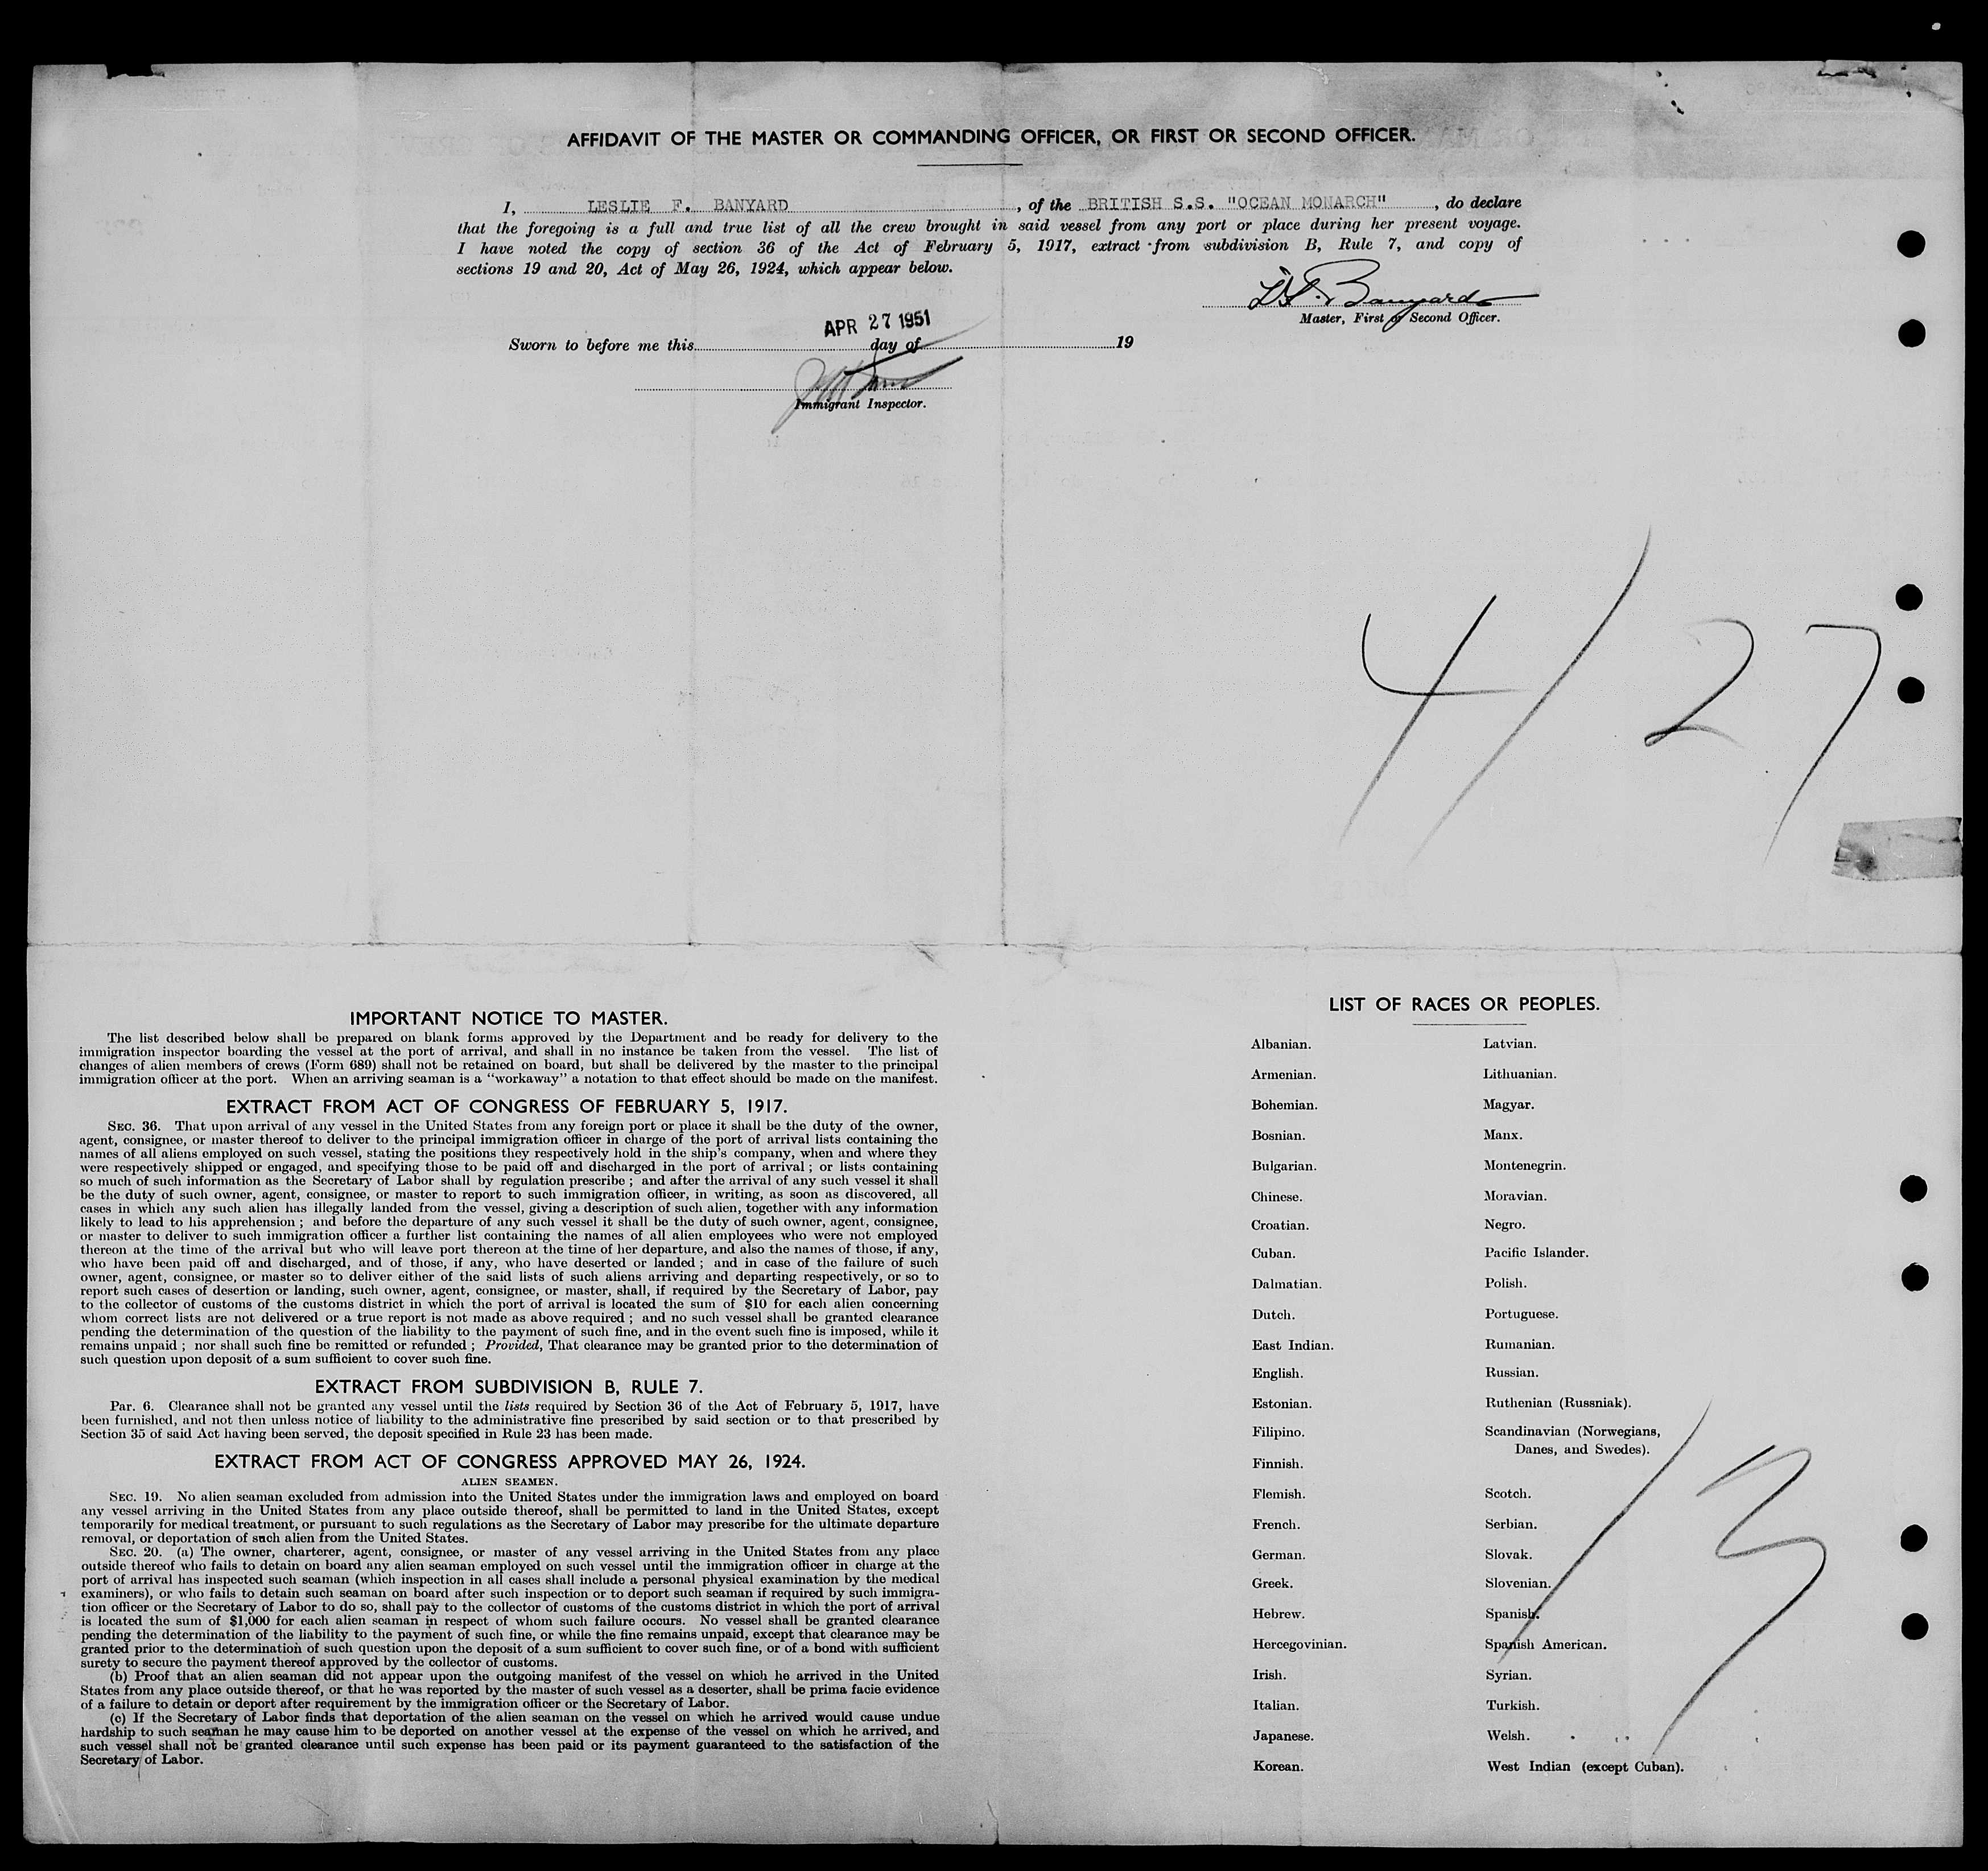 AFFIDAVIT OF THE MASTER OR COMMANDING OFFICER, OR FIRST OR SECOND OFFICER.
I, LESLIE F. BANYARD, of the BRITISH S.S. "OCEAN MONARCH", do declare
that the foregoing is a full and true list of all the crew brought in said vessel from any port or place during her present voyage.
I have noted the copy of section 36 of the Act of February 5, 1917, extract from subdivision B, Rule 7, and copy of
sections 19 and 20, Act of May 26, 1924, which appear below.
L.F. Banyard
Master, First or Second Officer.
APR 27 1951
Sworn to before me this day of 19
Immigrant Inspector.
4/27
IMPORTANT NOTICE TO MASTER.
The list described below shall be prepared on blank forms approved by the Department and be ready for delivery to the
immigration inspector boarding the vessel at the port of arrival, and shall in no instance be taken from the vessel. The list of
changes of alien members of crews (Form 689) shall not be retained on board, but shall be delivered by the master to the principal
immigration officer at the port. When an arriving seaman is a "workaway" a notation to that effect should be made on the manifest.
EXTRACT FROM ACT OF CONGRESS OF FEBRUARY 5, 1917.
SEC. 36. That upon arrival of any vessel in the United States from any foreign port or place it shall be the duty of the owner,
agent, consignee, or master thereof to deliver to the principal immigration officer in charge of the port of arrival lists containing the
names of all aliens employed on such vessel, stating the positions they respectively hold in the ship's company, when and where they
were respectively shipped or engaged, and specifying those to be paid off and discharged in the port of arrival ; or lists containing
so much of such information as the Secretary of Labor shall by regulation prescribe ; and after the arrival of any such vessel it shall
be the duty of such owner, agent, consignee, or master to report to such immigration officer, in writing, as soon as discovered, all
cases in which any such alien has illegally landed from the vessel, giving a description of such alien, together with any information
likely to lead to his apprehension ; and before the departure of any such vessel it shall be the duty of such owner, agent, consignee,
or master to deliver to such immigration officer a further list containing the names of all alien employees who were not employed
thereon at the time of the arrival but who will leave port thereon at the time of her departure, and also the names of those, if any,
who have been paid off and discharged, and of those, if any, who have deserted or landed ; and in case of the failure of such
owner, agent, consignee, or master so to deliver either of the said lists of such aliens arriving and departing respectively, or so to
report such cases of desertion or landing, such owner, agent, consignee, or master, shall, if required by the Secretary of Labor, pay
to the collector of customs of the customs district in which the port of arrival is located the sum of $10 for each alien concerning
whom correct lists are not delivered or a true report is not made as above required ; and no such vessel shall be granted clearance
pending the determination of the question of the liability to the payment of such fine, and in the event such fine is imposed, while it
remains unpaid ; nor shall such fine be remitted or refunded ; Provided, That clearance may be granted prior to the determination of
such question upon deposit of a sum sufficient to cover such fine.
EXTRACT FROM SUBDIVISION B, RULE 7.
Par. 6. Clearance shall not be granted any vessel until the lists required by Section 36 of the Act of February 5, 1917, have
been furnished, and not then unless notice of liability to the administrative fine prescribed by said section or to that prescribed by
Section 35 of said Act having been served, the deposit specified in Rule 23 has been made.
EXTRACT FROM ACT OF CONGRESS APPROVED MAY 26, 1924.
ALIEN SEAMEN.
SEC. 19. No alien seaman excluded from admission into the United States under the immigration laws and employed on board
any vessel arriving in the United States from any place outside thereof, shall be permitted to land in the United States, except
temporarily for medical treatment, or pursuant to such regulations as the Secretary of Labor may prescribe for the ultimate departure
removal, or deportation of such alien from the United States.
SEC. 20. (a) The owner, charterer, agent, consignee, or master of any vessel arriving in the United States from any place
outside thereof who fails to detain on board any alien seaman employed on such vessel until the immigration officer in charge at the
port of arrival has inspected such seaman (which inspection in all cases shall include a personal physical examination by the medical
examiners), or who fails to detain such seaman on board after such inspection or to deport such seaman if required by such immigra-
tion officer or the Secretary of Labor to do so, shall pay to the collector of customs of the customs district in which the port of arrival
is located the sum of $1,000 for each alien seaman in respect of whom such failure occurs. No vessel shall be granted clearance
pending the determination of the liability to the payment of such fine, or while the fine remains unpaid, except that clearance may be
granted prior to the determination of such question upon the deposit of a sum sufficient to cover such fine, or of a bond with sufficient
surety to secure the payment thereof approved by the collector of customs.
(b) Proof that an alien seaman did not appear upon the outgoing manifest of the vessel on which he arrived in the United
States from any place outside thereof, or that he was reported by the master of such vessel as a deserter, shall be prima facie evidence
of a failure to detain or deport after requirement by the immigration officer or the Secretary of Labor.
(c) If the Secretary of Labor finds that deportation of the alien seaman on the vessel on which he arrived would cause undue
hardship to such seaman he may cause him to be deported on another vessel at the expense of the vessel on which he arrived, and
such vessel shall not be granted clearance until such expense has been paid or its payment guaranteed to the satisfaction of the
Secretary of Labor.
LIST OF RACES OR PEOPLES.
Albanian.
Armenian.
Bohemian.
Bosnian.
Bulgarian.
Chinese.
Croatian.
Cuban.
Dalmatian.
Dutch.
East Indian.
English.
Estonian.
Filipino.
Finnish.
Flemish.
French.
German.
Greek.
Hebrew.
Hercegovinian.
Irish.
Italian.
Japanese.
Korean.
Latvian.
Lithuanian.
Magyar.
Manx.
Montenegrin.
Moravian.
Negro.
Pacific Islander.
Polish.
Portuguese.
Rumanian.
Russian.
Ruthenian (Russniak).
Scandinavian (Norwegians,
Danes, and Swedes).
Scotch.
Serbian.
Slovak.
Slovenian.
Spanish.
Spanish American.
Syrian.
Turkish.
Welsh.
West Indian (except Cuban).
/3